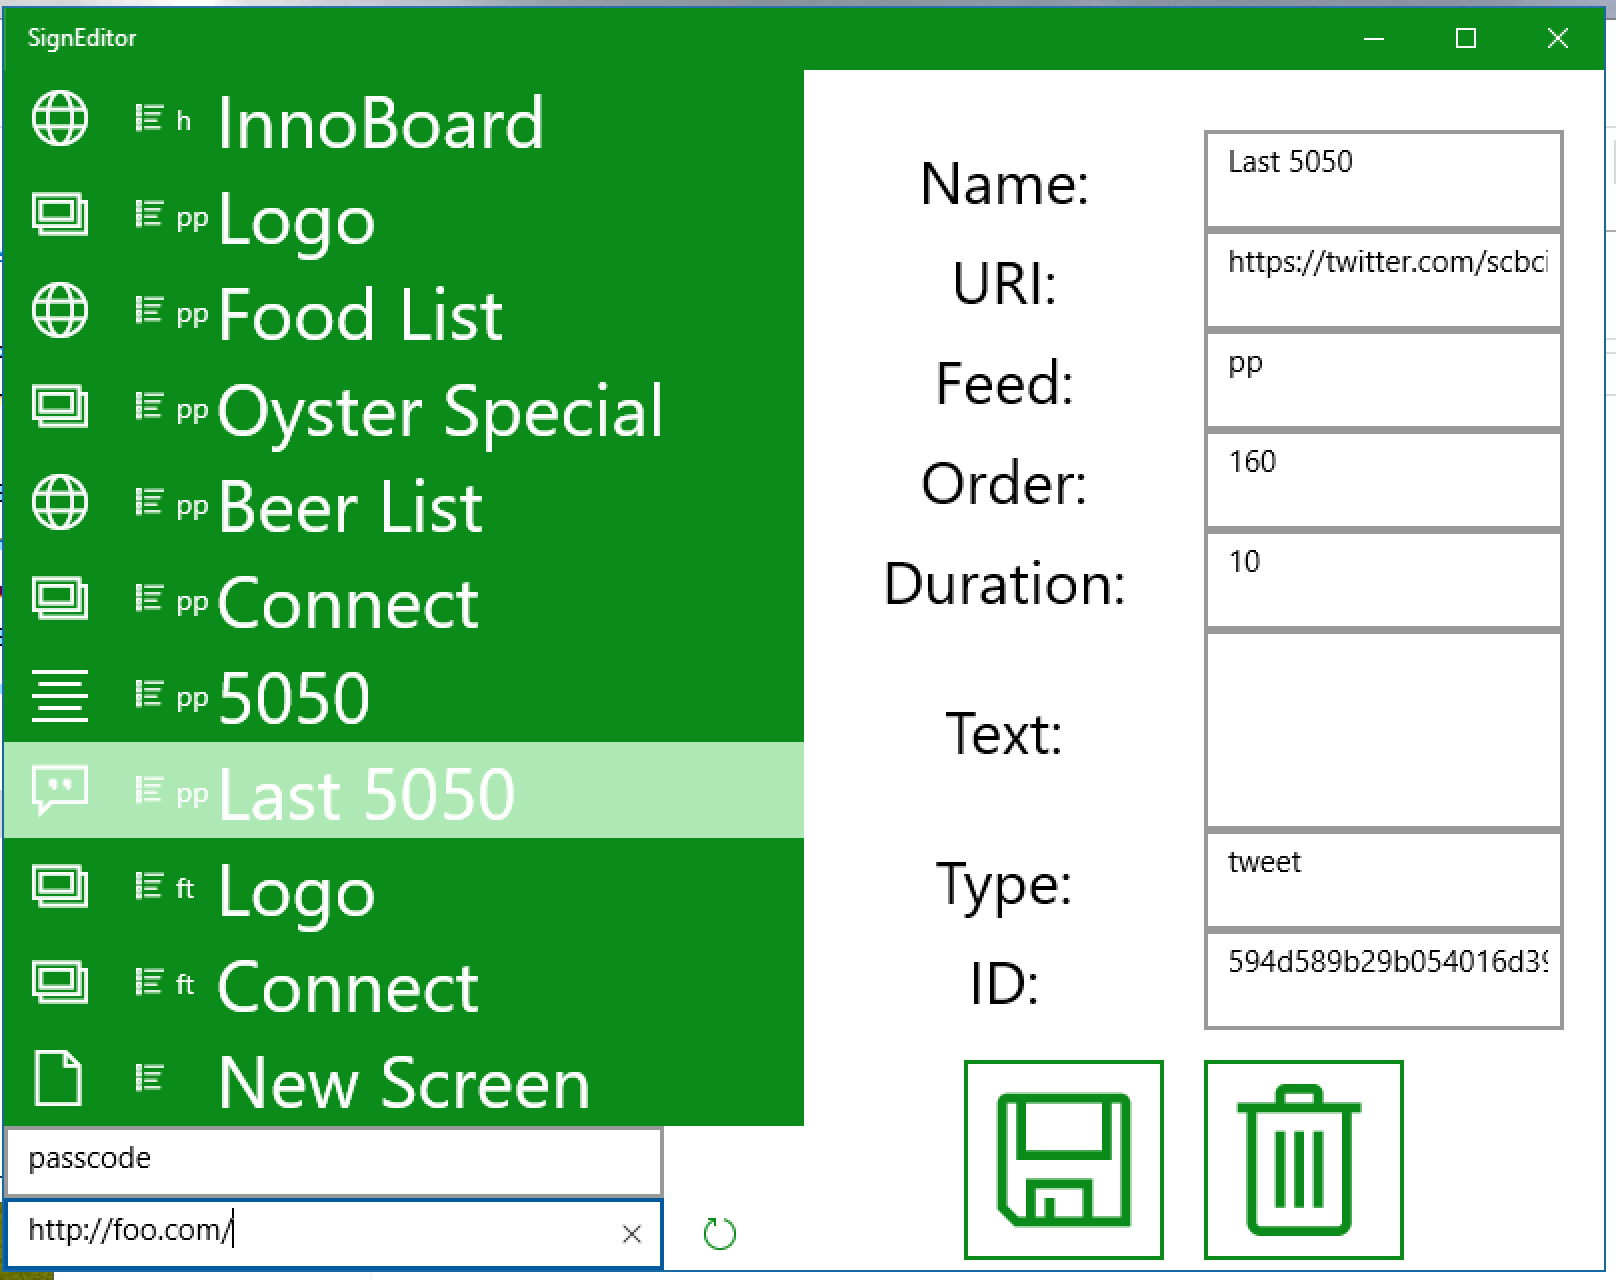 SignEditor
h InnoBoard
pp Logo
pp Food List
pp Oyster Special
pp Beer List
pp Connect
pp 5050
pp Last 5050
ft Logo
ft Connect
New Screen
passcode
http://foo.com/
Name: Last 5050
URI: https://twitter.com/scbci
Feed: pp
Order: 160
Duration: 10
Text:
Type: tweet
ID: 594d589b29b054016d39